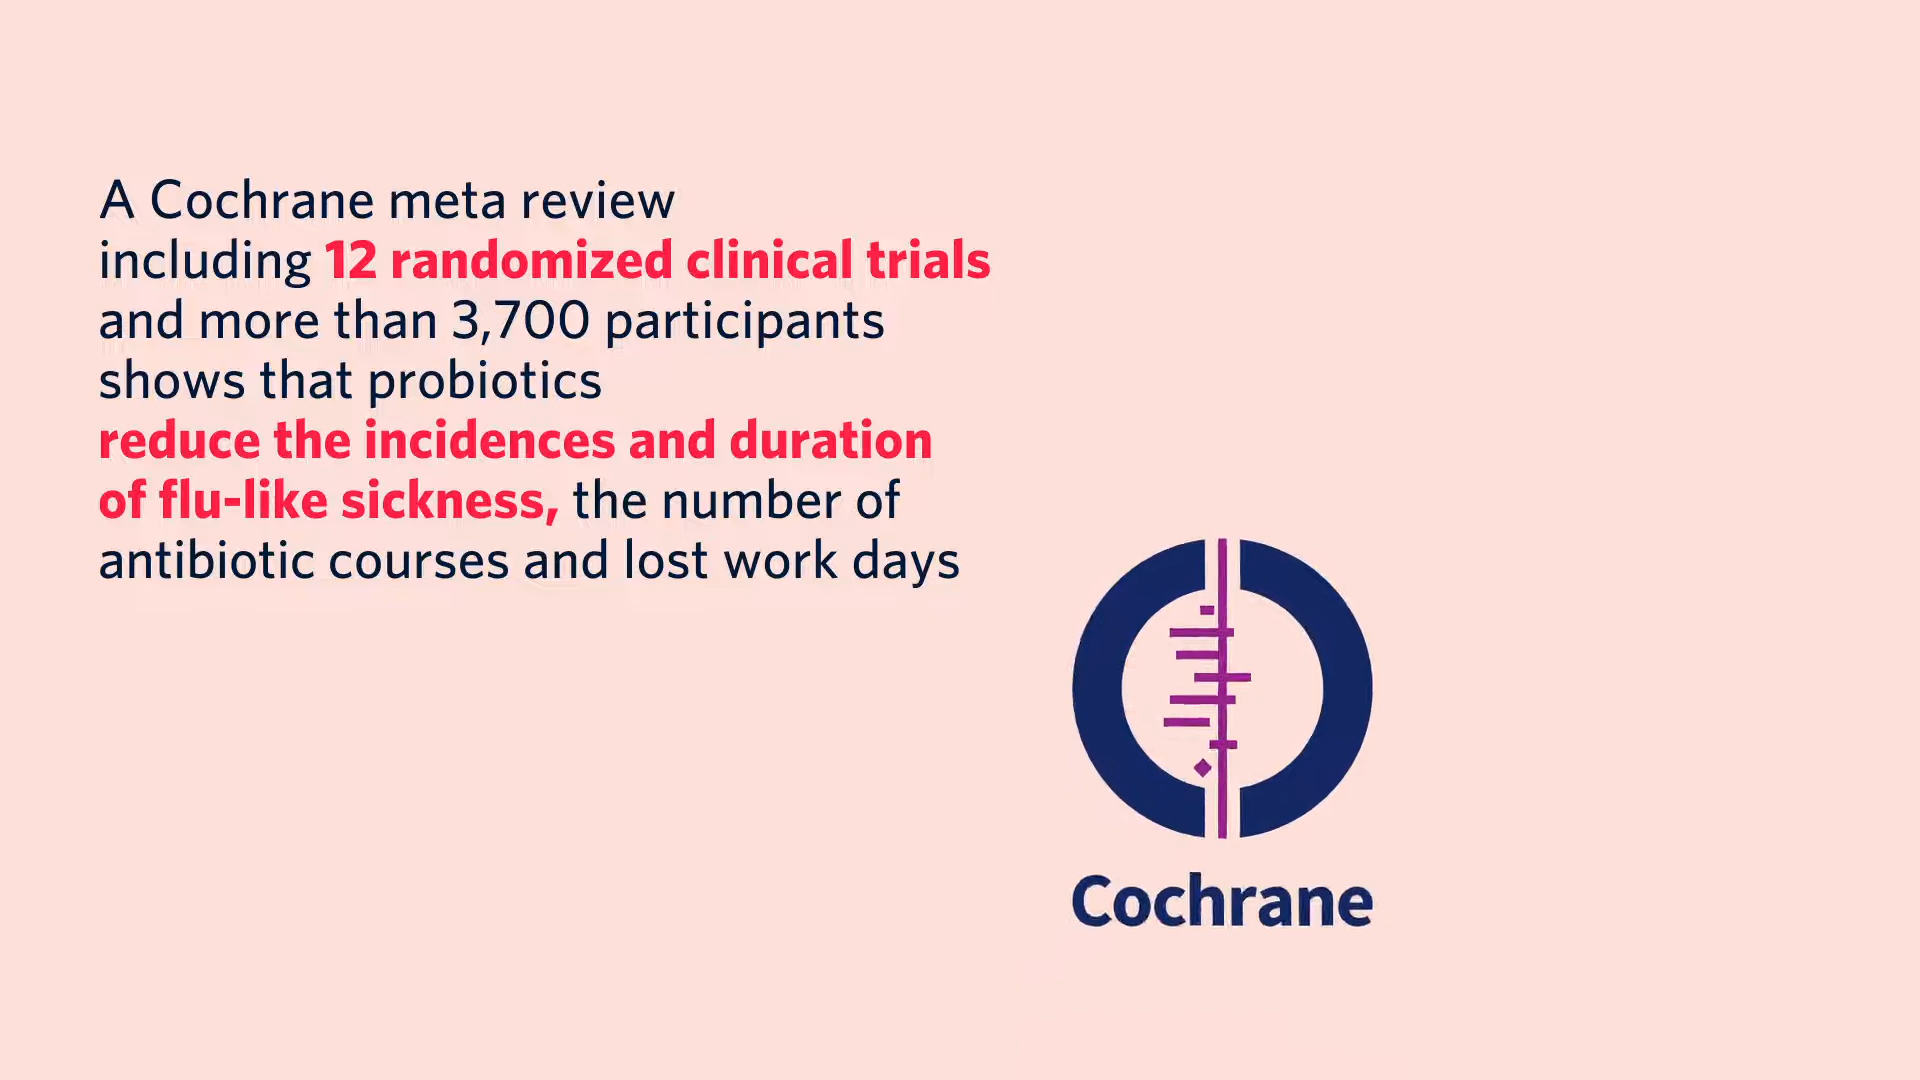 A Cochrane meta review
including 12 randomized clinical trials
and more than 3,700 participants
shows that probiotics
reduce the incidences and duration
of flu-like sickness, the number of
antibiotic courses and lost work days
Cochrane